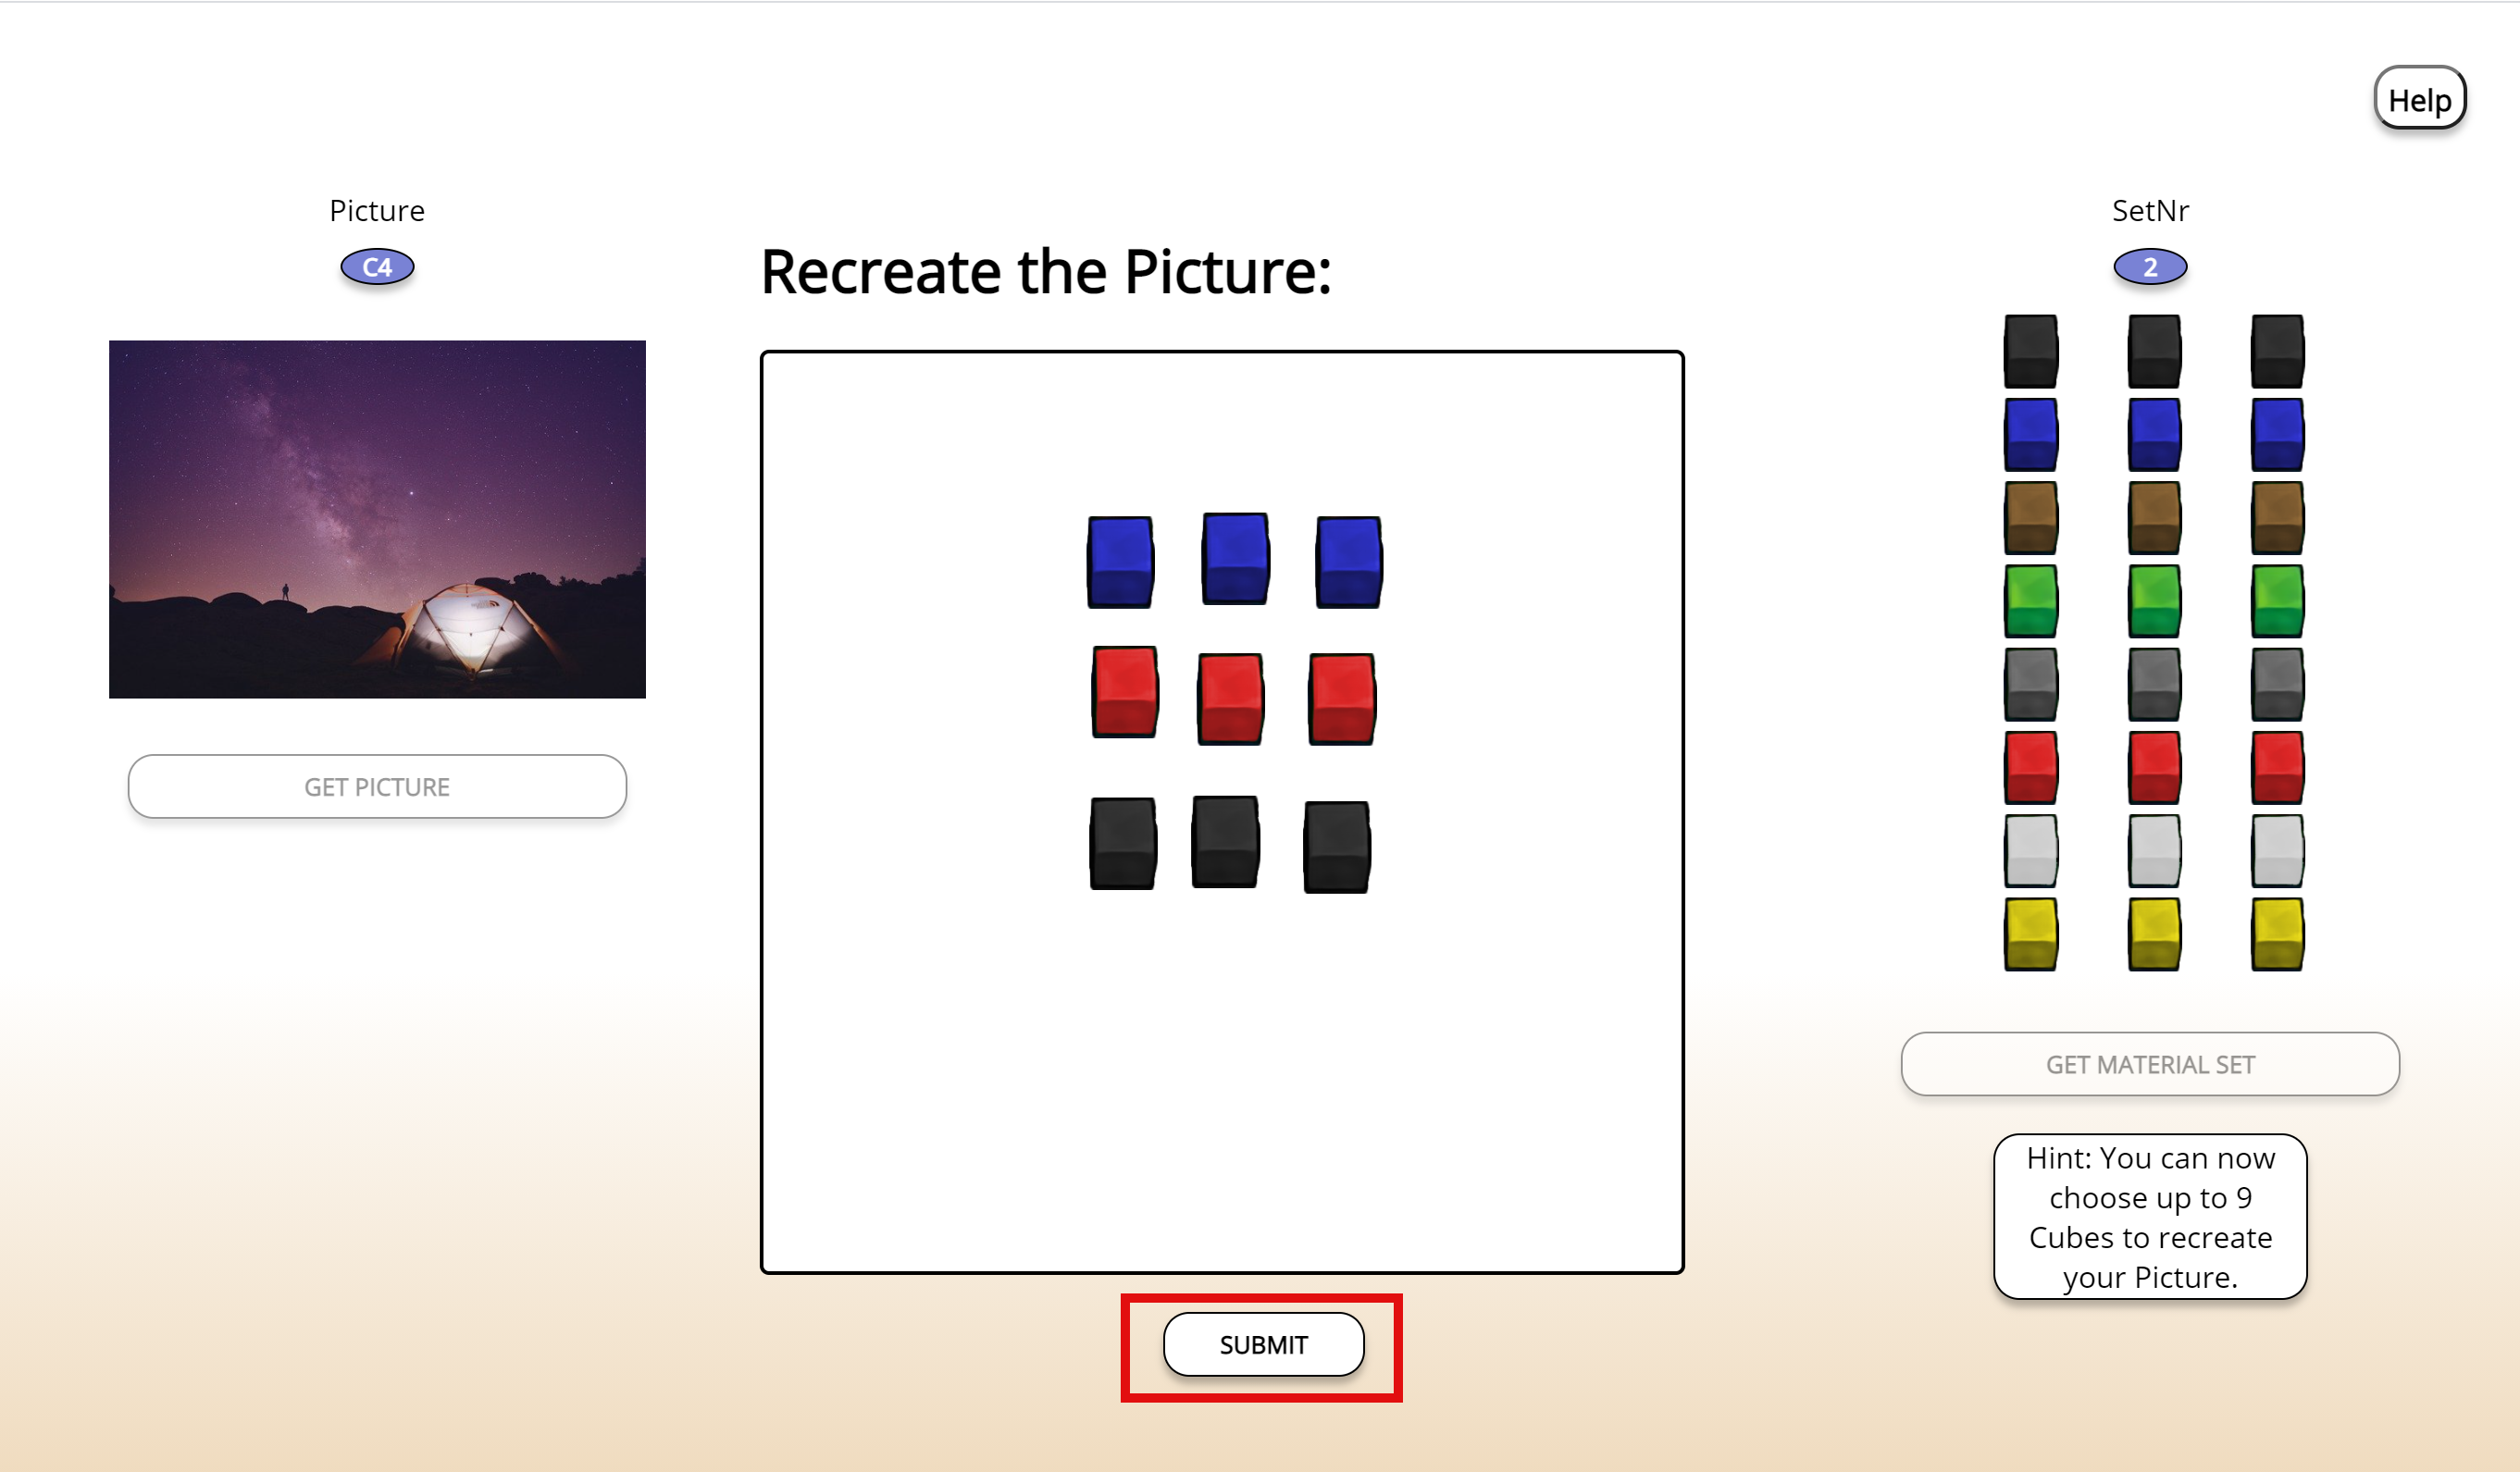 Help
Picture
C4
Recreate the Picture:
SetNr
2
GET PICTURE
GET MATERIAL SET
Hint: You can now
choose up to 9
Cubes to recreate
your Picture.
SUBMIT